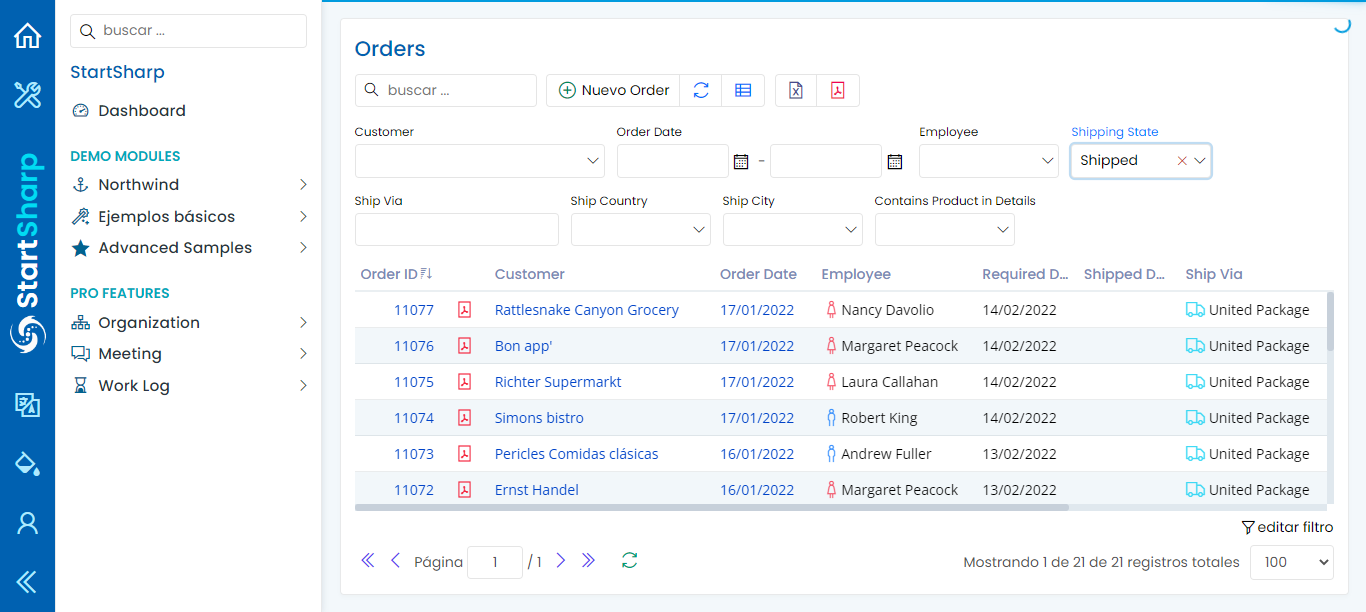 buscar ...
StartSharp
Dashboard
DEMO MODULES
Northwind
Ejemplos básicos
Advanced Samples
PRO FEATURES
Organization
Meeting
Work Log
StartSharp
Orders
buscar ...
Nuevo Order
Customer
Order Date
Employee
Shipping State
-
Shipped
Ship Via
Ship Country
Ship City
Contains Product in Details
Order ID Customer Order Date Employee Required D... Shipped D... Ship Via
11077 Rattlesnake Canyon Grocery 17/01/2022 Nancy Davolio 14/02/2022 United Package
11076 Bon app' 17/01/2022 Margaret Peacock 14/02/2022 United Package
11075 Richter Supermarkt 17/01/2022 Laura Callahan 14/02/2022 United Package
11074 Simons bistro 17/01/2022 Robert King 14/02/2022 United Package
11073 Pericles Comidas clásicas 16/01/2022 Andrew Fuller 13/02/2022 United Package
11072 Ernst Handel 16/01/2022 Margaret Peacock 13/02/2022 United Package
editar filtro
Página 1 / 1
Mostrando 1 de 21 de 21 registros totales 100